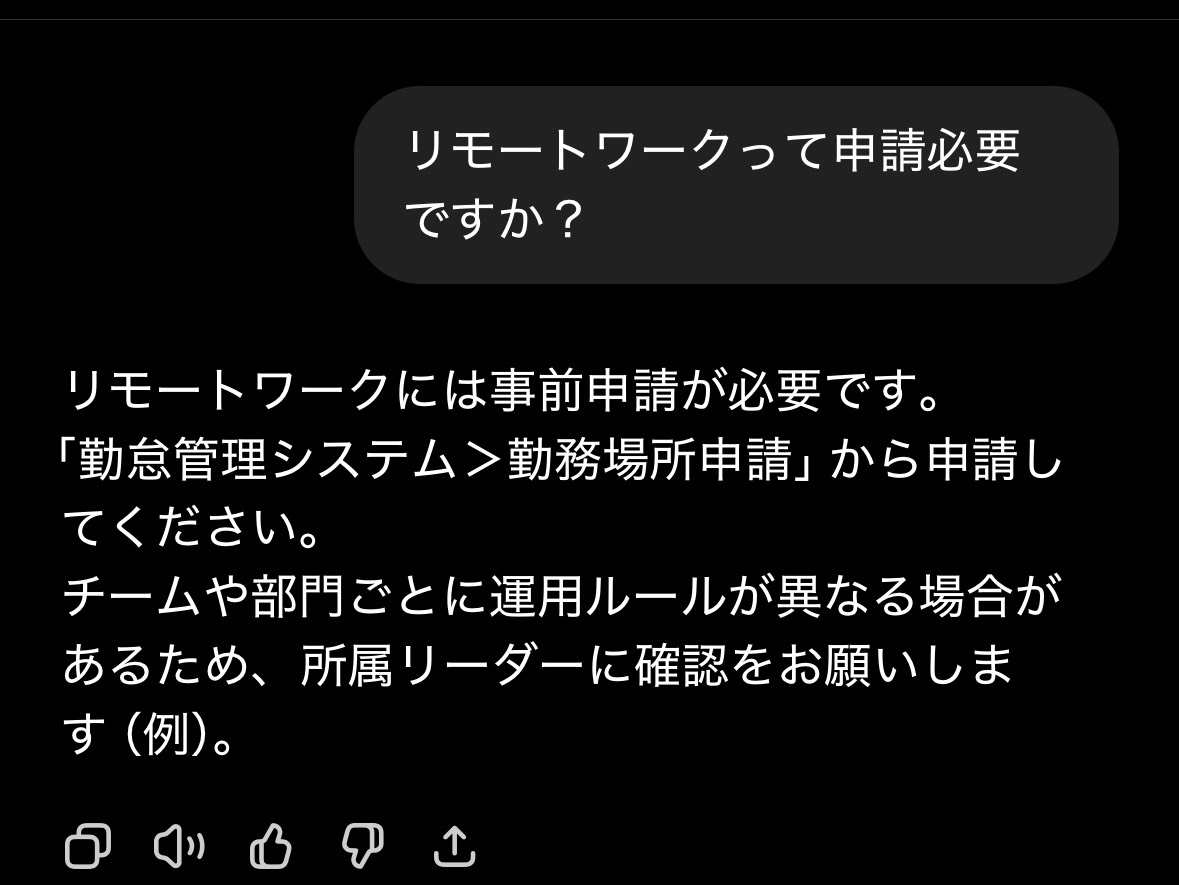 リモートワークって申請必要
ですか？
リモートワークには事前申請が必要です。
「勤怠管理システム＞勤務場所申請」から申請し
てください。
チームや部門ごとに運用ルールが異なる場合が
あるため、所属リーダーに確認をお願いしま
す（例）。